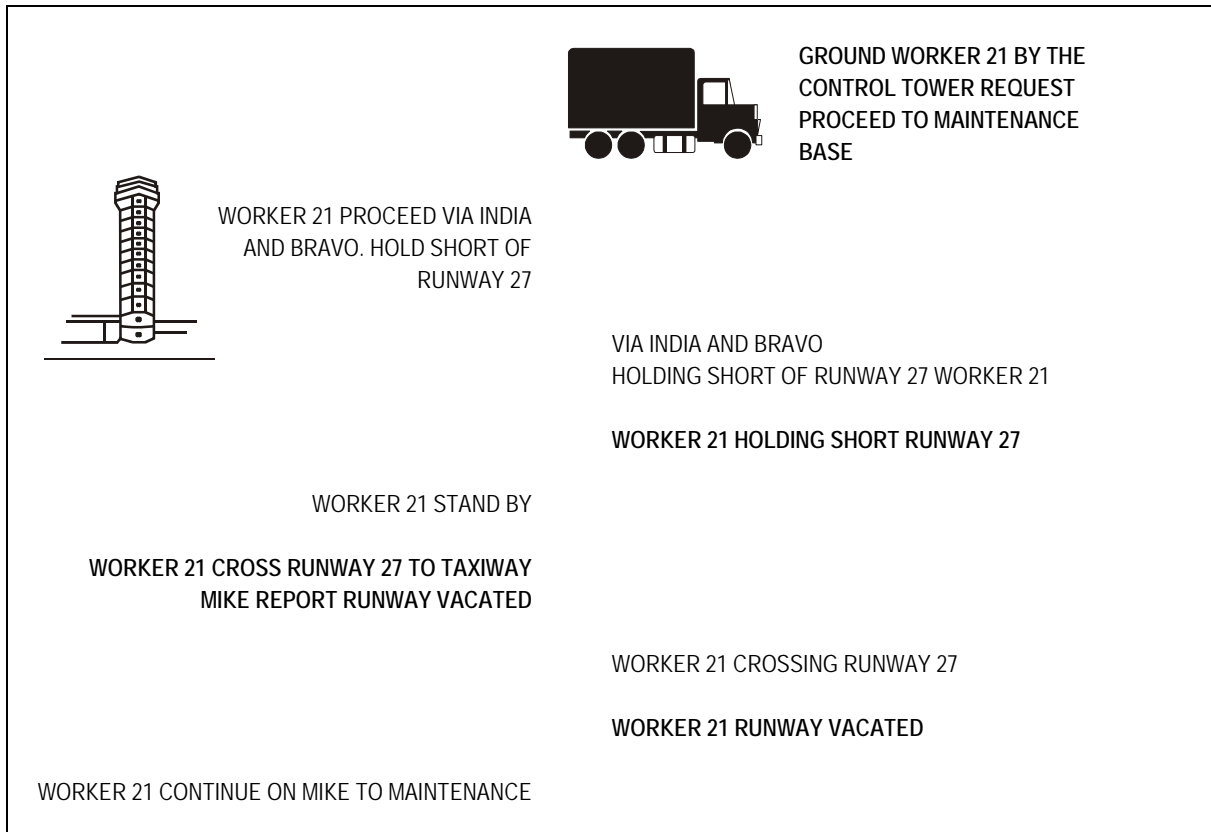 GROUND WORKER 21 BY THE
CONTROL TOWER REQUEST
PROCEED TO MAINTENANCE
BASE
WORKER 21 PROCEED VIA INDIA
AND BRAVO. HOLD SHORT OF
RUNWAY 27
VIA INDIA AND BRAVO
HOLDING SHORT OF RUNWAY 27 WORKER 21
WORKER 21 HOLDING SHORT RUNWAY 27
WORKER 21 STAND BY
WORKER 21 CROSS RUNWAY 27 TO TAXIWAY
MIKE REPORT RUNWAY VACATED
WORKER 21 CROSSING RUNWAY 27
WORKER 21 RUNWAY VACATED
WORKER 21 CONTINUE ON MIKE TO MAINTENANCE